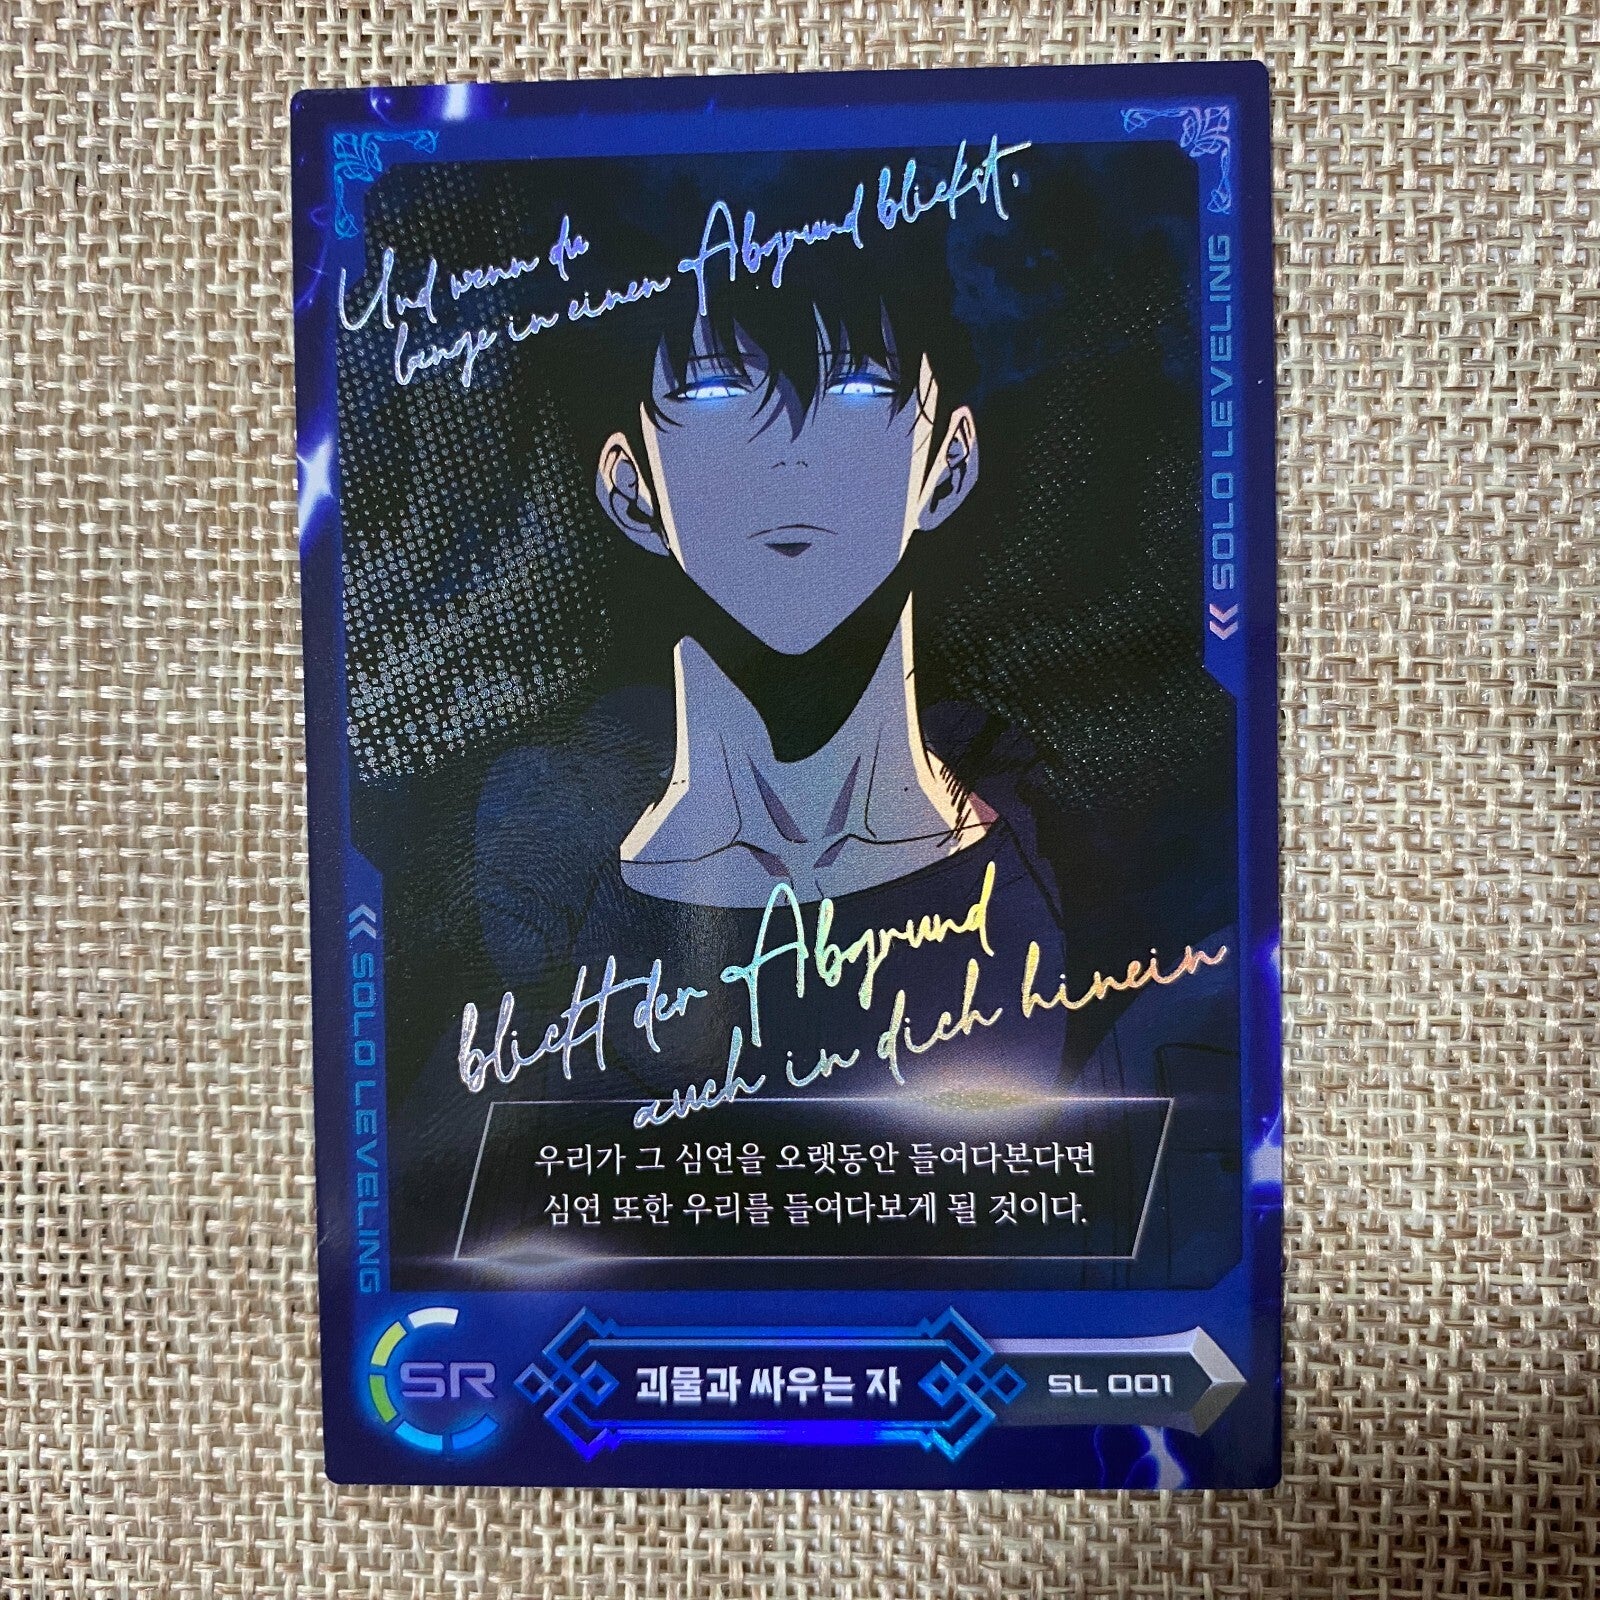 Und wenn du
lange in einen Abgrund blickst,
SOLO LEVELING
blickt der Abgrund
auch in dich hinein
SOLO LEVELING
우리가 그 심연을 오랫동안 들여다본다면
심연 또한 우리를 들여다보게 될 것이다.
SR
괴물과 싸우는 자
SL 001